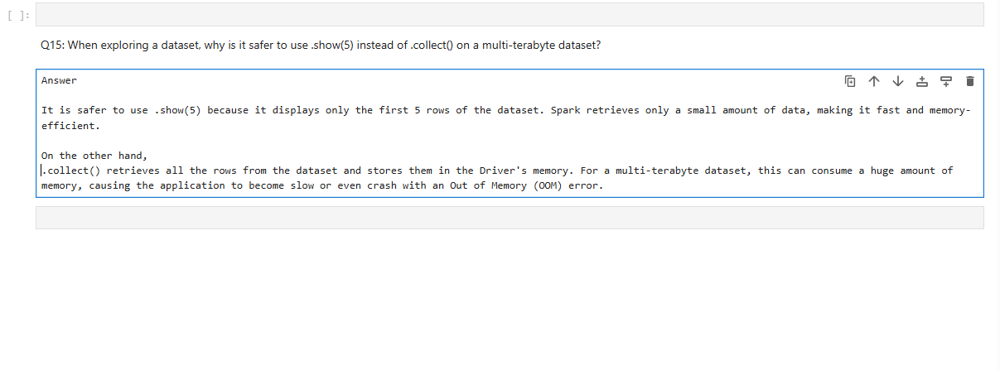 [ ]:
Q15: When exploring a dataset, why is it safer to use .show(5) instead of .collect() on a multi-terabyte dataset?
Answer
It is safer to use .show(5) because it displays only the first 5 rows of the dataset. Spark retrieves only a small amount of data, making it fast and memory-
efficient.
On the other hand,
.collect() retrieves all the rows from the dataset and stores them in the Driver's memory. For a multi-terabyte dataset, this can consume a huge amount of
memory, causing the application to become slow or even crash with an Out of Memory (OOM) error.